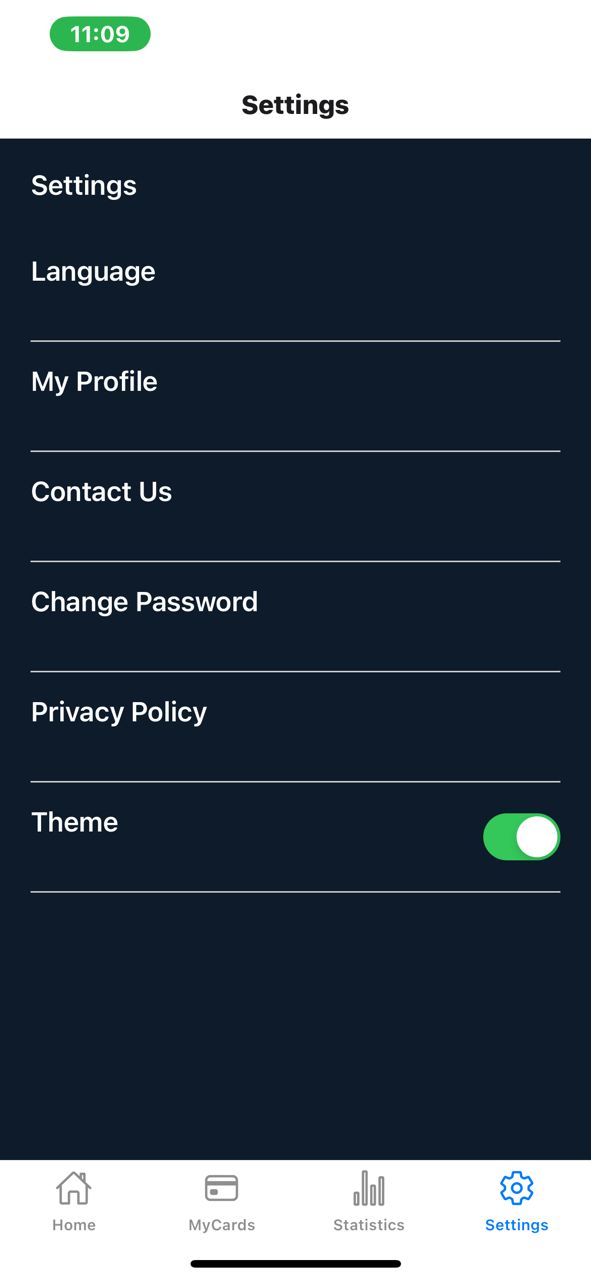 11:09
Settings
Settings
Language
My Profile
Contact Us
Change Password
Privacy Policy
Theme
Home
MyCards
Statistics
Settings